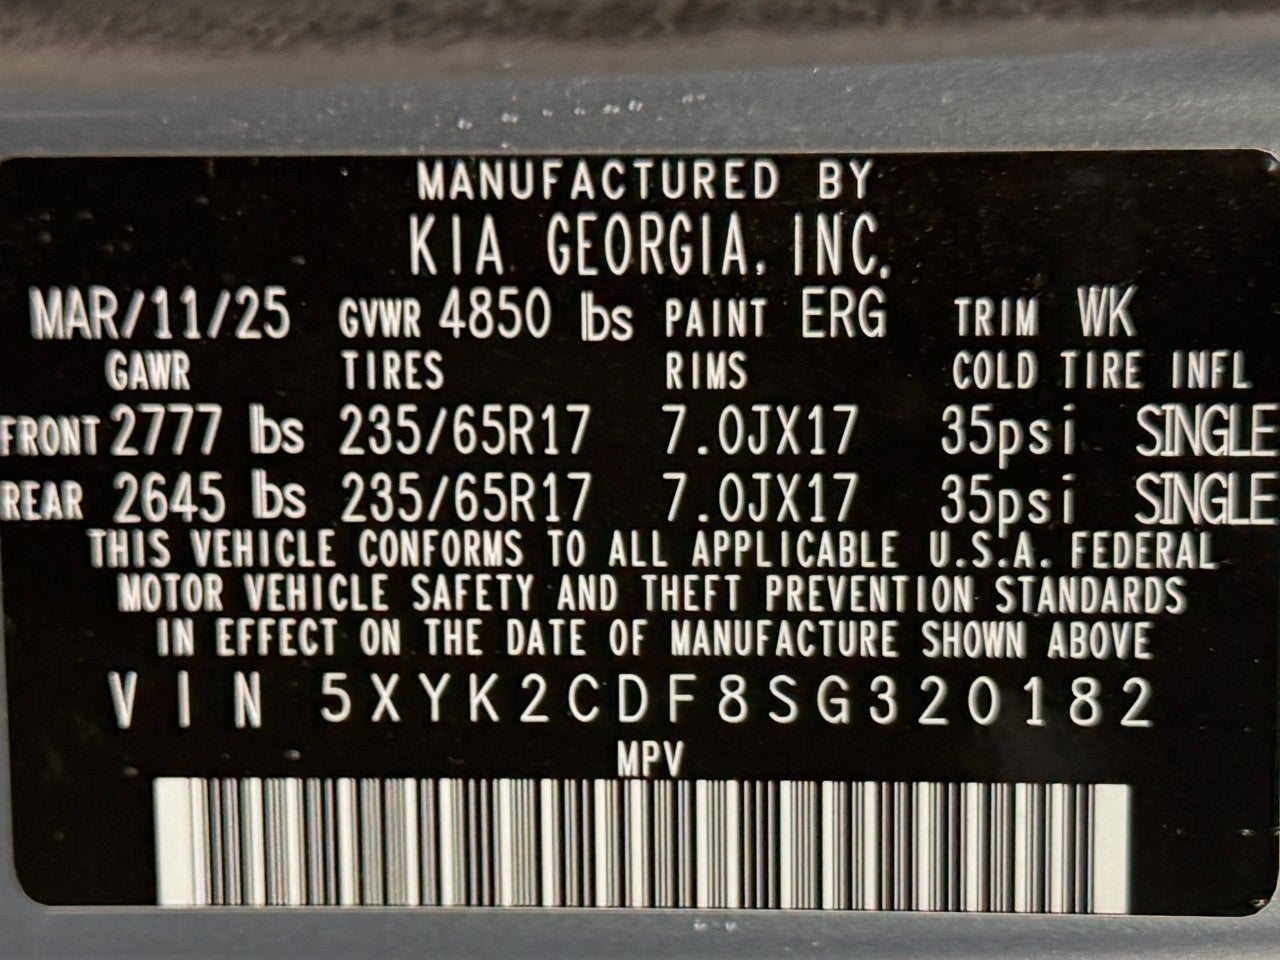 MANUFACTURED BY
KIA GEORGIA, INC.
MAR/11/25 GVWR 4850 lbs PAINT ERG TRIM WK
GAWR TIRES RIMS COLD TIRE INFL
FRONT 2777 lbs 235/65R17 7.0JX17 35psi SINGLE
REAR 2645 lbs 235/65R17 7.0JX17 35psi SINGLE
THIS VEHICLE CONFORMS TO ALL APPLICABLE U.S.A. FEDERAL
MOTOR VEHICLE SAFETY AND THEFT PREVENTION STANDARDS
IN EFFECT ON THE DATE OF MANUFACTURE SHOWN ABOVE
VIN 5XYK2CDF8SG320182
MPV